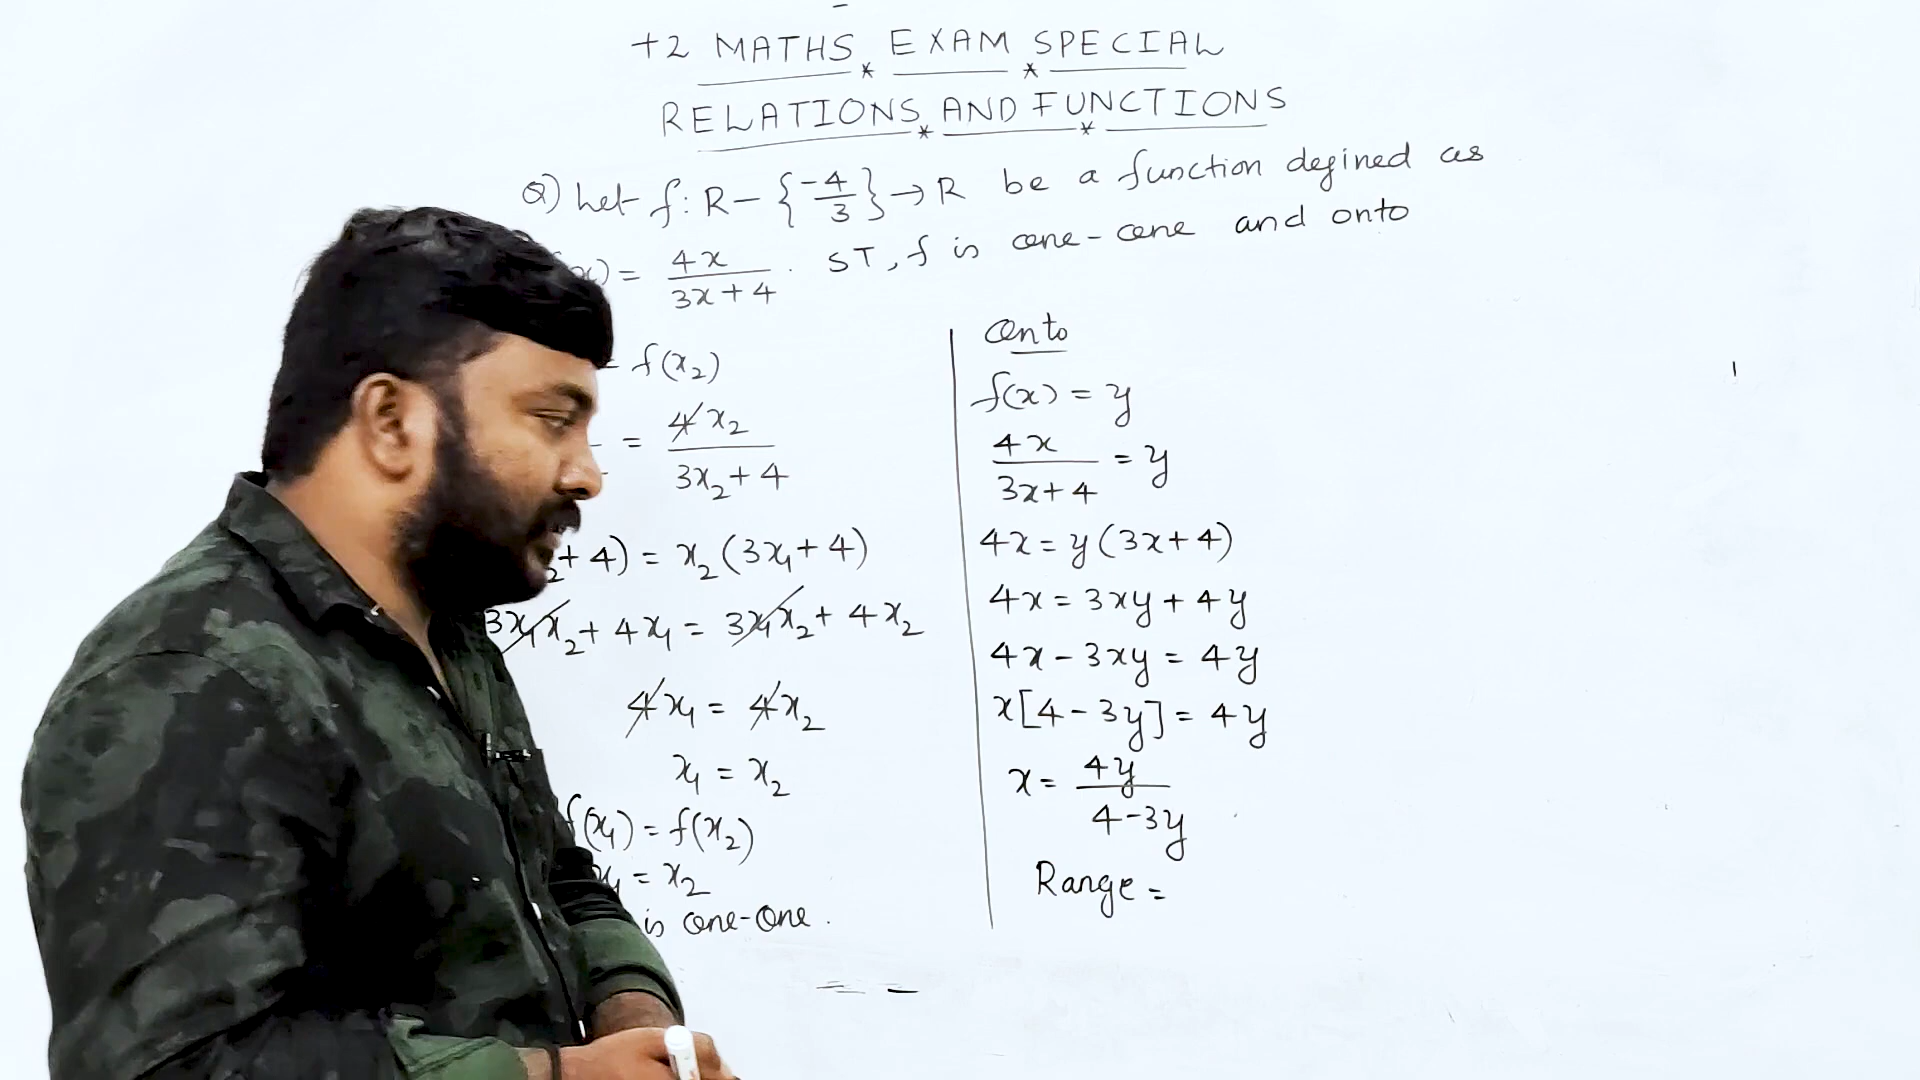 +2 MATHS EXAM SPECIAL
RELATIONS AND FUNCTIONS
Q) Let f: R – {-4/3} → R be a function defined as
x) = 4x/(3x+4). ST, f is one-one and onto
f(x₂)
= 4x₂/(3x₂+4)
₂+4) = x₂(3x₁+4)
3x₁x₂ + 4x₁ = 3x₁x₂ + 4x₂
4x₁ = 4x₂
x₁ = x₂
f(x₁) = f(x₂)
x₁ = x₂
is one-one.
onto
f(x) = y
4x/(3x+4) = y
4x = y(3x+4)
4x = 3xy + 4y
4x - 3xy = 4y
x[4-3y] = 4y
x = 4y/(4-3y)
Range =